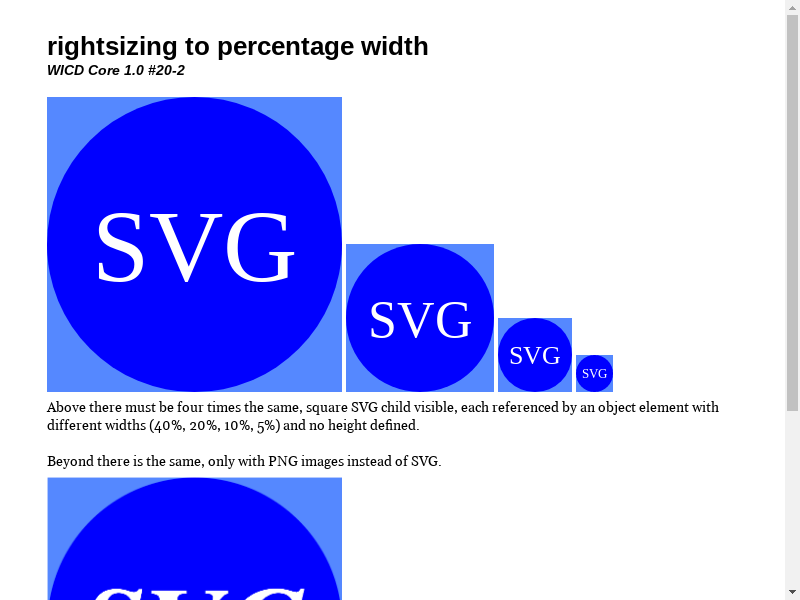 rightsizing to percentage width
WICD Core 1.0 #20-2
SVG
SVG
SVG
SVG
Above there must be four times the same, square SVG child visible, each referenced by an object element with
different widths (40%, 20%, 10%, 5%) and no height defined.
Beyond there is the same, only with PNG images instead of SVG.
SVG